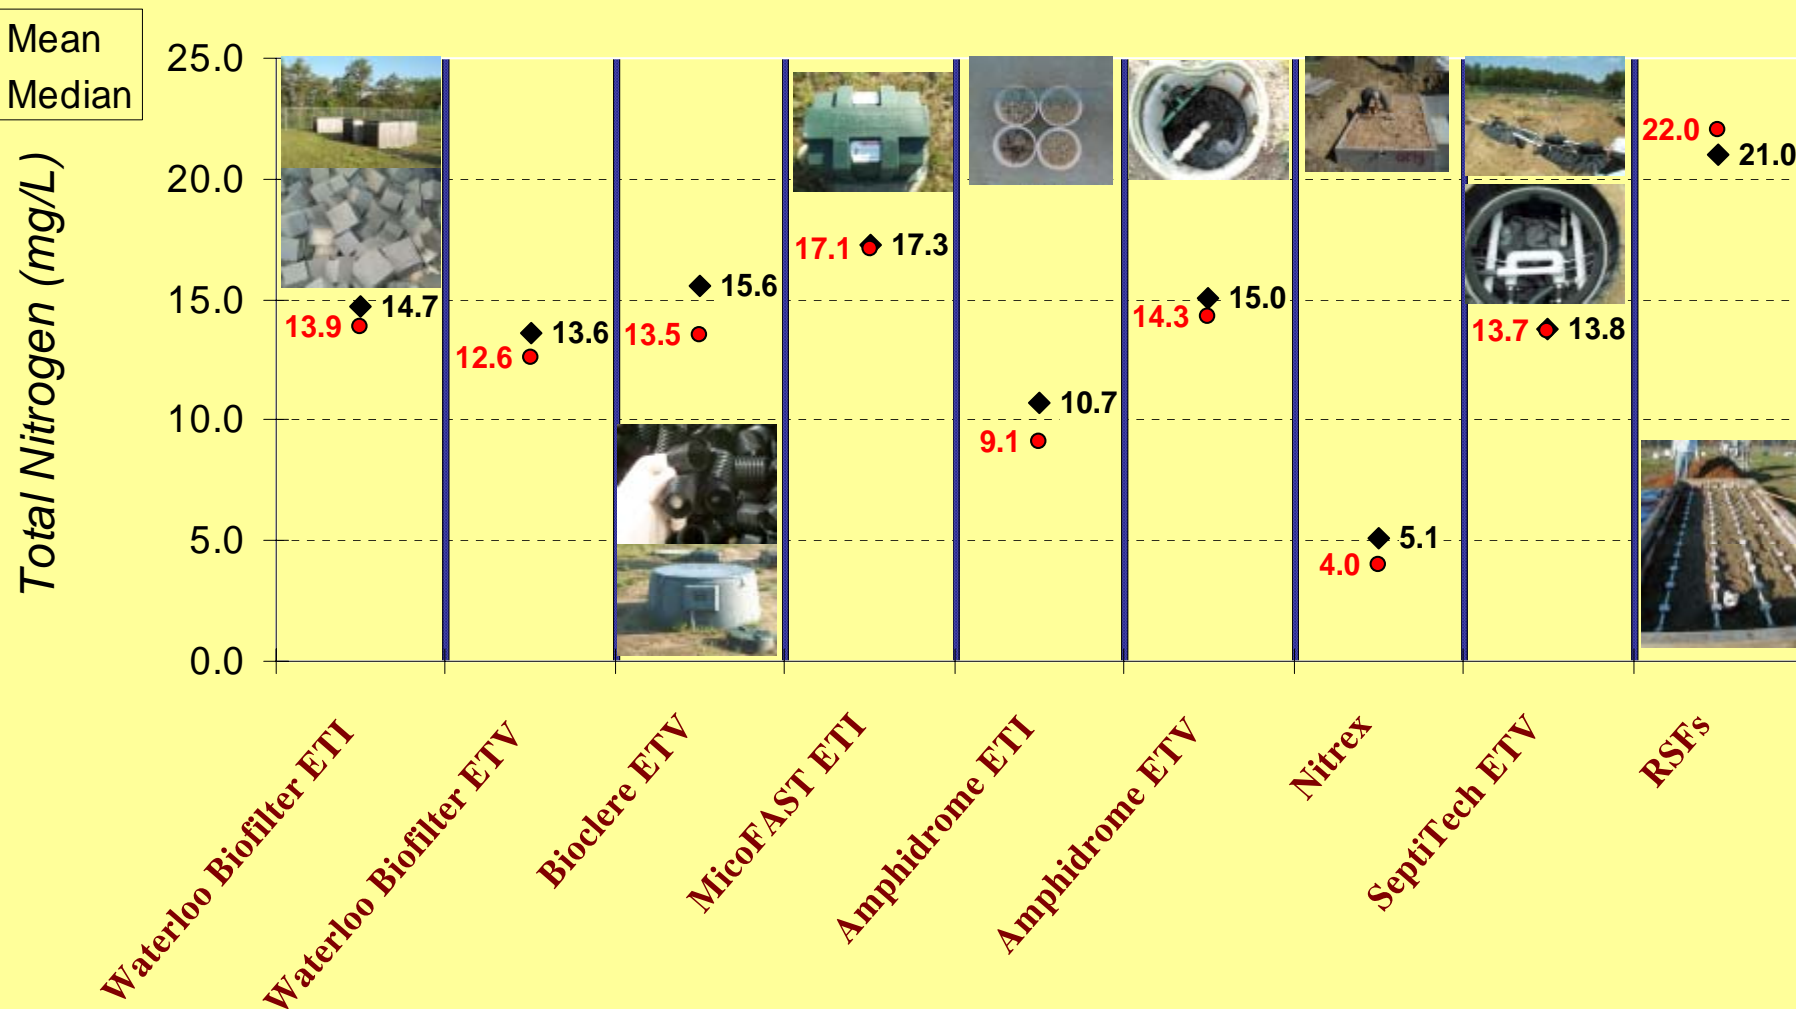 Mean
Median
Total Nitrogen (mg/L)
25.0
20.0
15.0
10.0
5.0
0.0
13.9
14.7
12.6
13.6
13.5
15.6
17.1
17.3
9.1
10.7
14.3
15.0
4.0
5.1
13.7
13.8
22.0
21.0
Waterloo Biofilter ETI
Waterloo Biofilter ETV
Bioclere ETV
MicoFAST ETI
Amphidrome ETI
Amphidrome ETV
Nitrex
SeptiTech ETV
RSFs